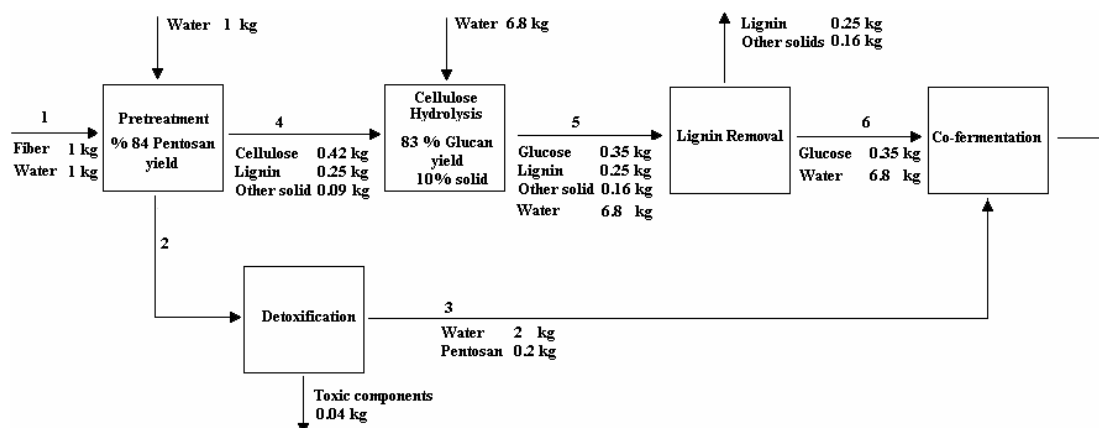 Water 1 kg
Water 6.8 kg
Lignin 0.25 kg
Other solids 0.16 kg
1
Fiber 1 kg
Water 1 kg
Pretreatment
% 84 Pentosan
yield
4
Cellulose 0.42 kg
Lignin 0.25 kg
Other solid 0.09 kg
Cellulose
Hydrolysis
83 % Glucan
yield
10% solid
5
Glucose 0.35 kg
Lignin 0.25 kg
Other solid 0.16 kg
Water 6.8 kg
Lignin Removal
6
Glucose 0.35 kg
Water 6.8 kg
Co-fermentation
2
Detoxification
3
Water 2 kg
Pentosan 0.2 kg
Toxic components
0.04 kg